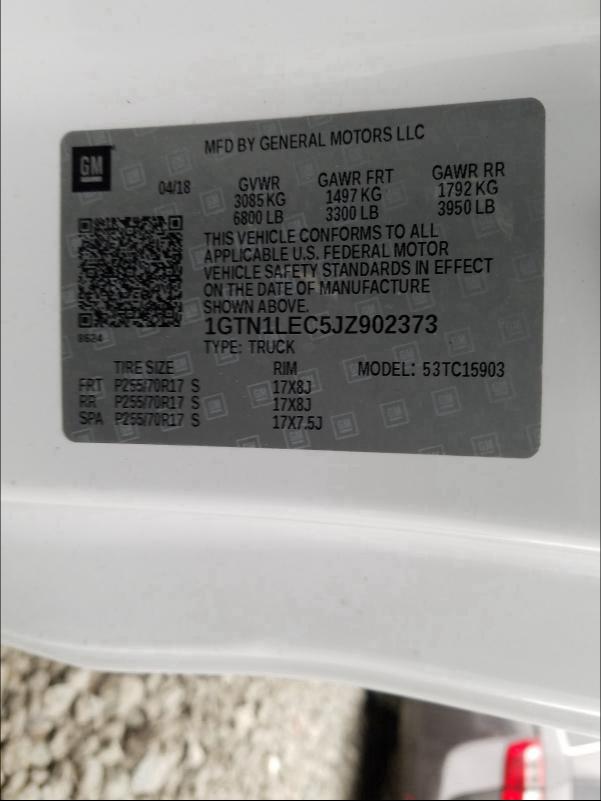 MFD BY GENERAL MOTORS LLC
GM
04/18 GVWR GAWR FRT GAWR RR
3085 KG 1497 KG 1792 KG
6800 LB 3300 LB 3950 LB
THIS VEHICLE CONFORMS TO ALL
APPLICABLE U.S. FEDERAL MOTOR
VEHICLE SAFETY STANDARDS IN EFFECT
ON THE DATE OF MANUFACTURE
SHOWN ABOVE.
1GTN1LEC5JZ902373
8624
TYPE: TRUCK
TIRE SIZE RIM MODEL: 53TC15903
FRT P255/70R17 S 17X8J
RR P255/70R17 S 17X8J
SPA P255/70R17 S 17X7.5J